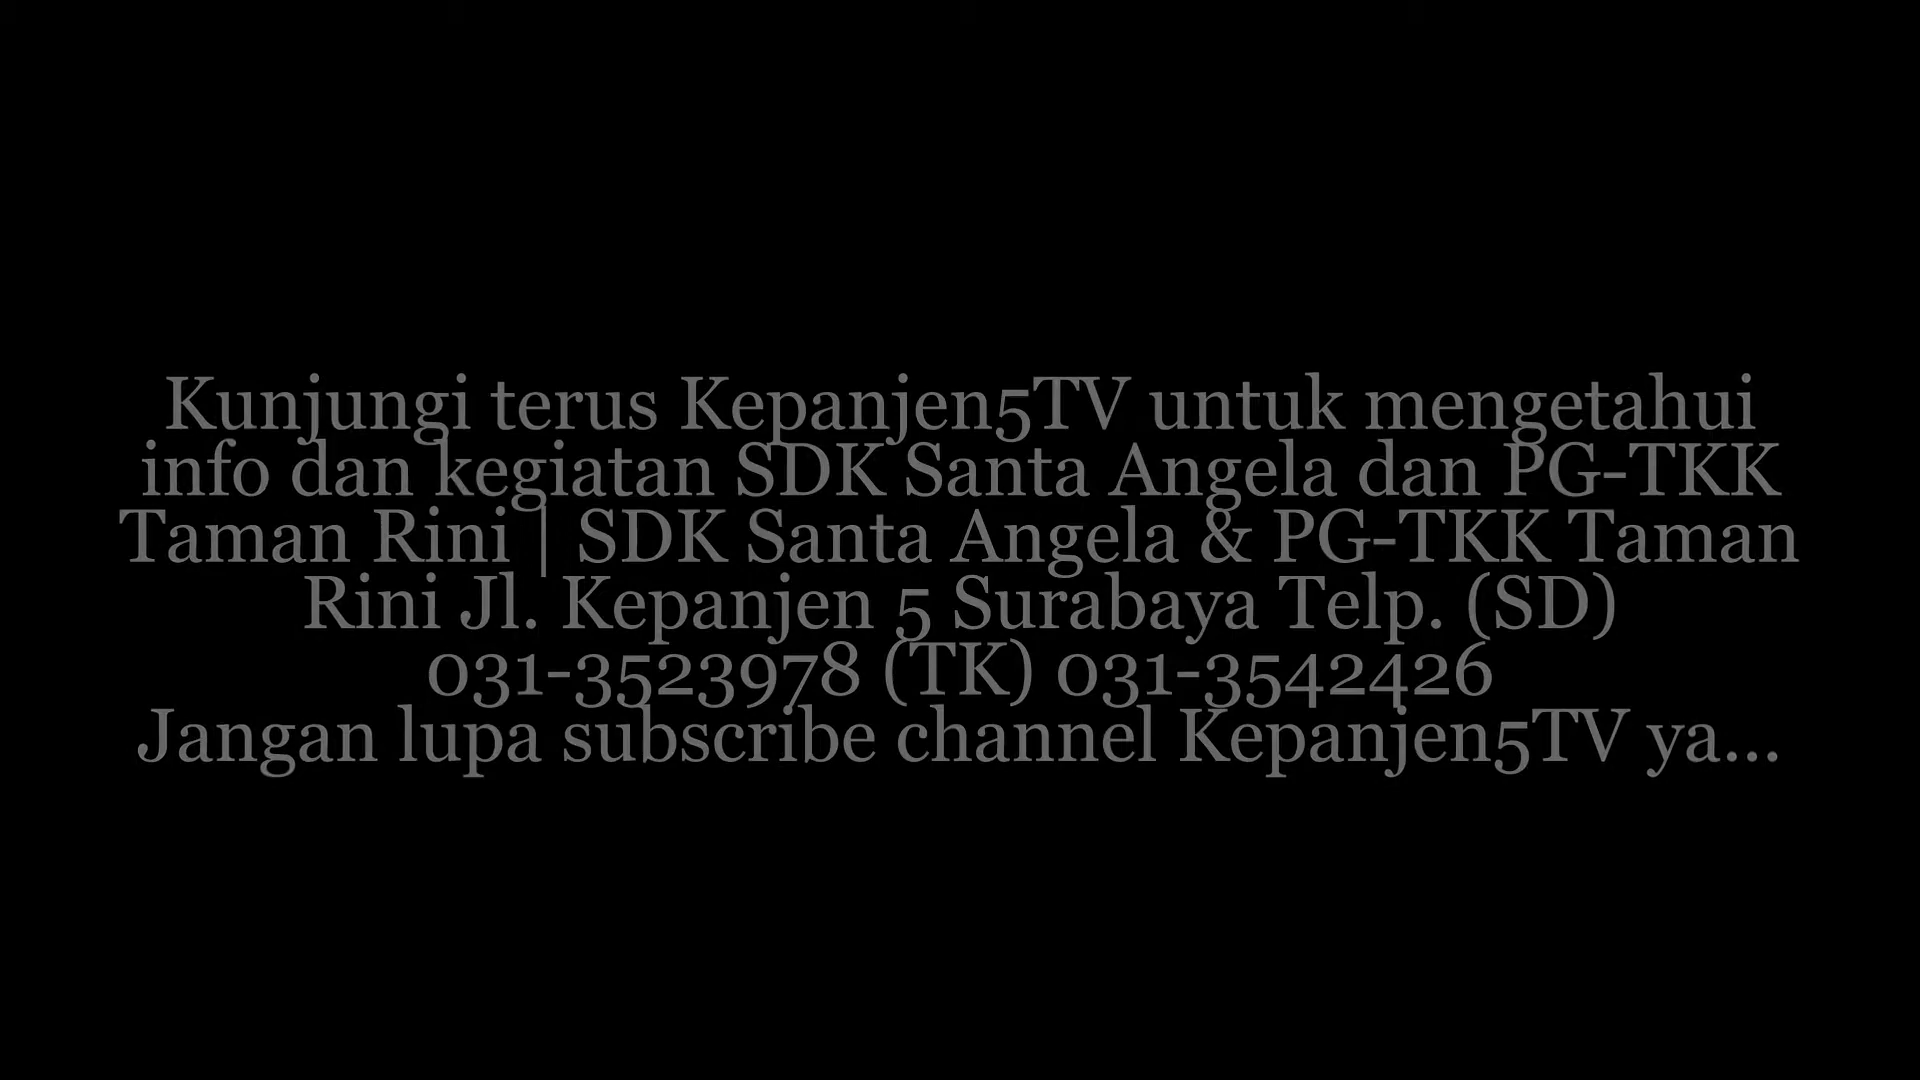 Kunjungi terus Kepanjen5TV untuk mengetahui
info dan kegiatan SDK Santa Angela dan PG-TKK
Taman Rini | SDK Santa Angela & PG-TKK Taman
Rini Jl. Kepanjen 5 Surabaya Telp. (SD)
031-3523978 (TK) 031-3542426
Jangan lupa subscribe channel Kepanjen5TV ya...